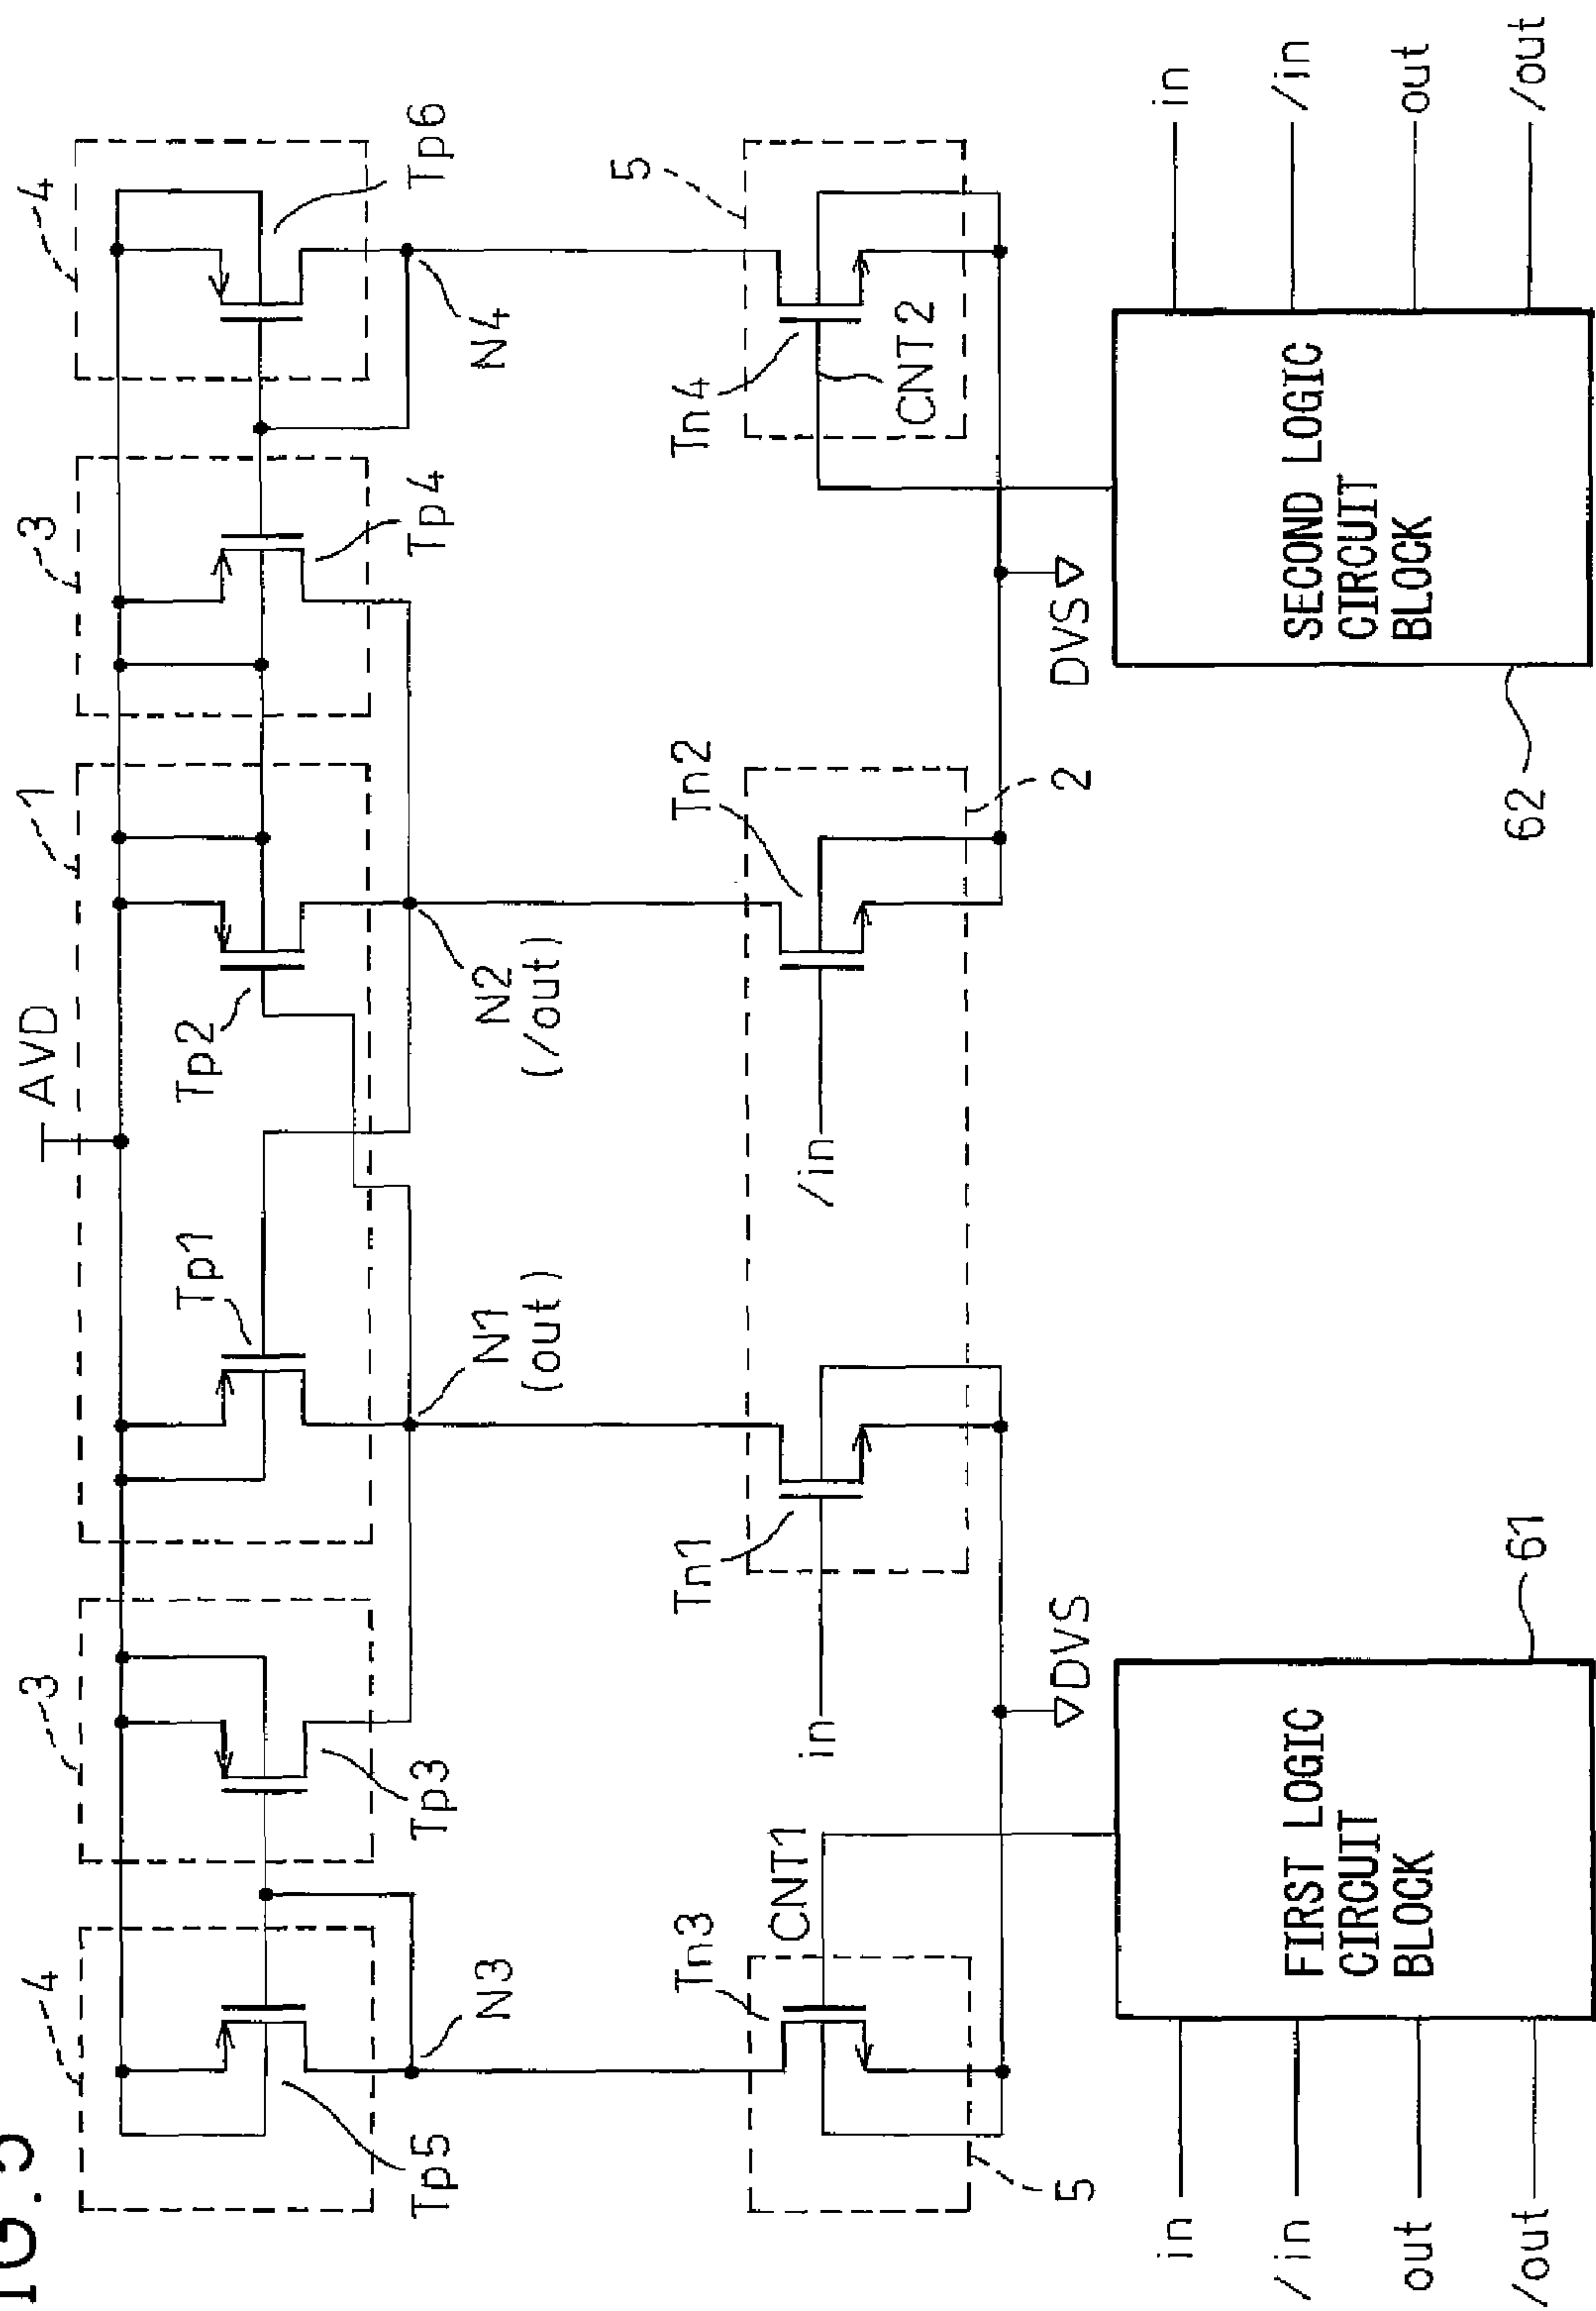 IG.5
AVD
4
3
1
3
4
Tp5
Tp3
Tp1
Tp2
Tp4
Tp6
N3
N1
(out)
N2
(/out)
N4
Tn3
CNT1
Tn1
in
/in
Tn2
Tn4
CNT2
5
5
2
DVS
DVS
in
/in
out
/out
FIRST LOGIC
CIRCUIT
BLOCK
61
SECOND LOGIC
CIRCUIT
BLOCK
62
in
/in
out
/out